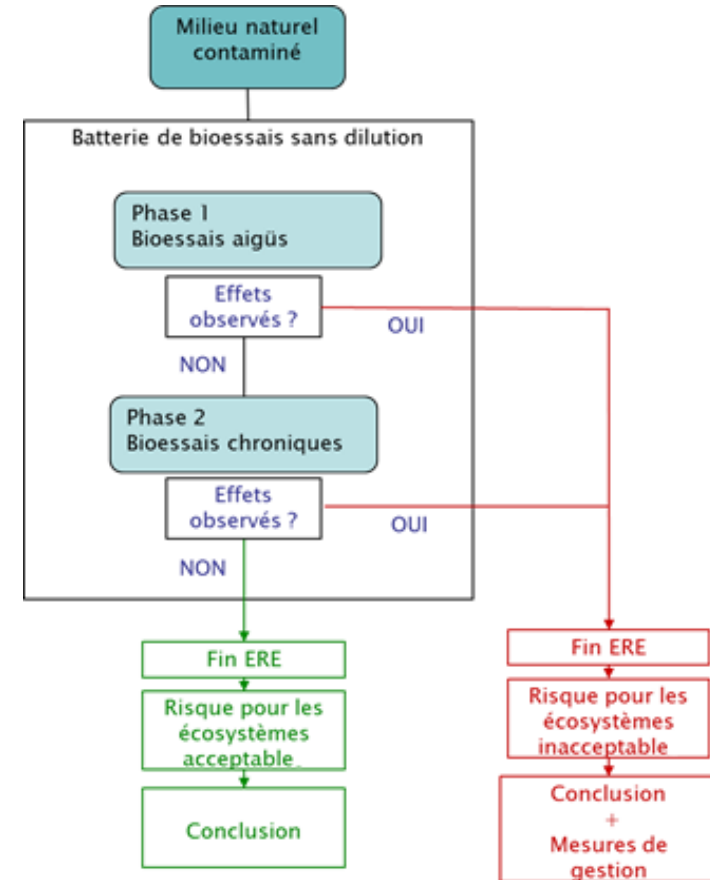 Milieu naturel
contaminé
Batterie de bioessais sans dilution
Phase 1
Bioessais aigüs
Effets
observés ?
OUI
NON
Phase 2
Bioessais chroniques
Effets
observés ?
OUI
NON
Fin ERE
Risque pour les
écosystèmes
acceptable
Conclusion
Fin ERE
Risque pour les
écosystèmes
inacceptable
Conclusion
+
Mesures de
gestion